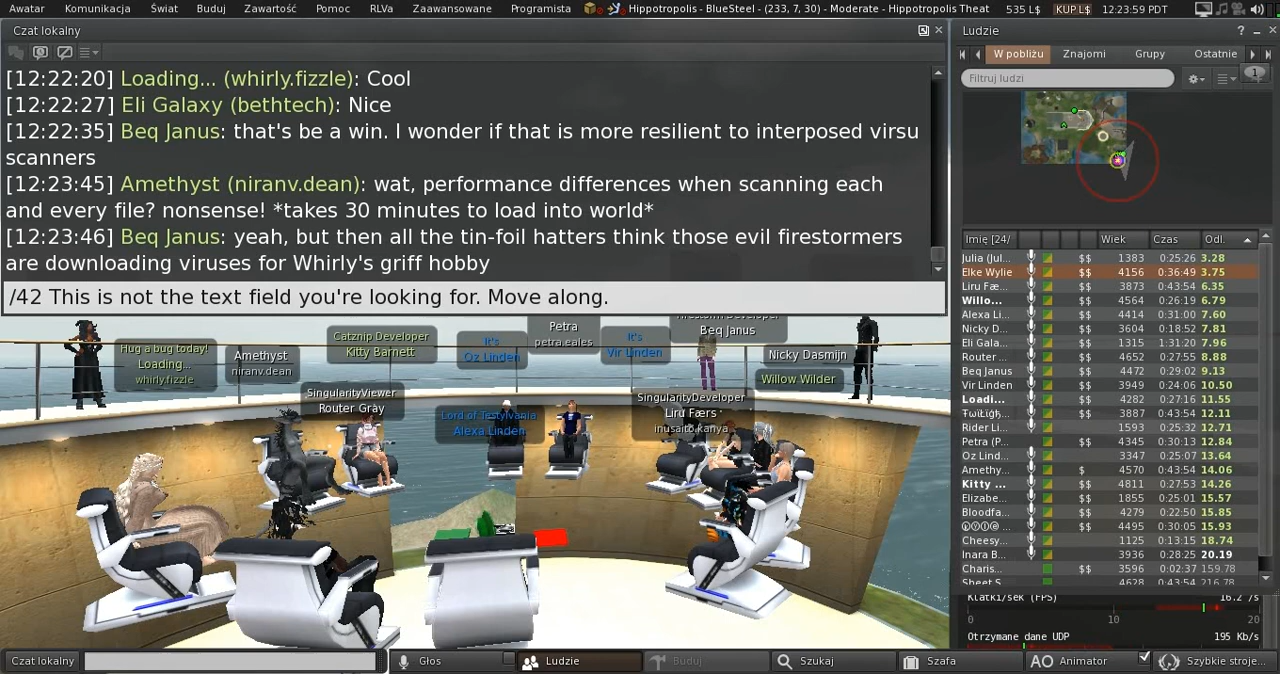 Awatar Komunikacja Świat Buduj Zawartość Pomoc RLVa Zaawansowane Programista Hippotropolis - BlueSteel - (233, 7, 30) - Moderate - Hippotropolis Theat 535 L$ KUP L$ 12:23:59 PDT
Czat lokalny
[12:22:20] Loading... (whirly.fizzle): Cool
[12:22:27] Eli Galaxy (bethtech): Nice
[12:22:35] Beq Janus: that's be a win. I wonder if that is more resilient to interposed virsu
scanners
[12:23:45] Amethyst (niranv.dean): wat, performance differences when scanning each
and every file? nonsense! *takes 30 minutes to load into world*
[12:23:46] Beq Janus: yeah, but then all the tin-foil hatters think those evil firestormers
are downloading viruses for Whirly's griff hobby
/42 This is not the text field you're looking for. Move along.
Hug a bug today!
Loading...
whirly.fizzle
Amethyst
niranv.dean
Catznip Developer
Kitty Barnett
It's
Oz Linden
Petra
petra.eales
It's
Vir Linden
Beq Janus
Nicky Dasmijn
Willow Wilder
SingularityViewer
Router Gray
Lord of Testylvania
Alexa Linden
SingularityDeveloper
Liru Færs
inusaito.kanya
Ludzie
? 
W pobliżu Znajomi Grupy Ostatnie
1
Filtruj ludzi
Imię [24/ Wiek Czas Odl.
Julia (Jul... $$ 1383 0:25:26 3.28
Elke Wylie $$ 4156 0:36:49 3.75
Liru Fæ... $$ 3873 0:43:54 6.35
Willo... $$ 4564 0:26:19 6.79
Alexa Li... $$ 4414 0:31:00 7.60
Nicky D... $$ 3604 0:18:52 7.81
Eli Gala... $$ 1315 1:31:20 7.96
Router ... $$ 4652 0:27:55 8.88
Beq Janus $$ 4472 0:29:02 9.13
Vir Linden $$ 3949 0:24:06 10.50
Loadi... $$ 4282 0:27:16 11.55
$$ 3887 0:43:54 12.11
Rider Li... 1593 0:25:32 12.71
Petra (P... $$ 4345 0:30:13 12.84
Oz Lind... 3347 0:25:07 13.64
Amethy... $ 4570 0:43:54 14.06
Kitty ... $$ 4811 0:27:53 14.26
Elizabe... $$ 1855 0:25:01 15.57
Bloodfa... $$ 4279 0:22:50 15.85
$$ 4495 0:30:05 15.93
Cheesy... 1125 0:13:15 18.74
Inara B... 3936 0:28:25 20.19
Charis... $$ 3596 0:02:37 159.78
Sheet S... 4628 0:43:54 216.78
Klatki/sek (FPS) 16.2 /s
0 10 20
Otrzymane dane UDP 195 Kb/s
Czat lokalny Głos Ludzie Buduj Szukaj Szafa AO Animator Szybkie stroje...